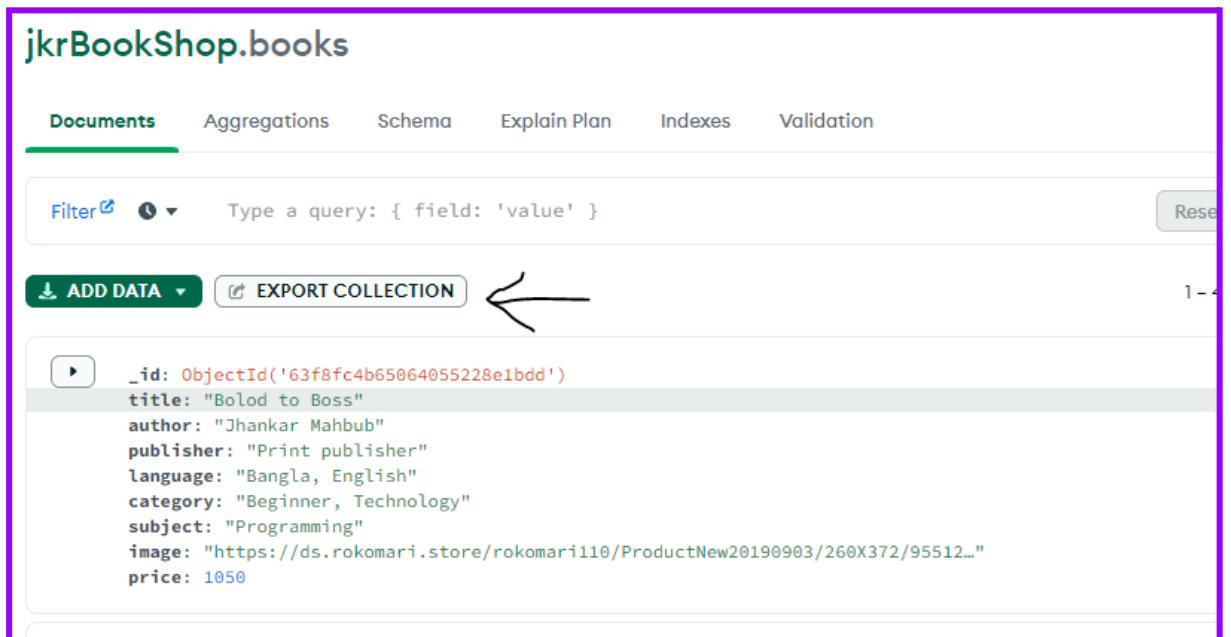 jkrBookShop.books
Documents Aggregations Schema Explain Plan Indexes Validation
Filter Type a query: { field: 'value' } Rese
ADD DATA EXPORT COLLECTION 1 – 4
_id: ObjectId('63f8fc4b65064055228e1bdd')
title: "Bolod to Boss"
author: "Jhankar Mahbub"
publisher: "Print publisher"
language: "Bangla, English"
category: "Beginner, Technology"
subject: "Programming"
image: "https://ds.rokomari.store/rokomari110/ProductNew20190903/260X372/95512…"
price: 1050